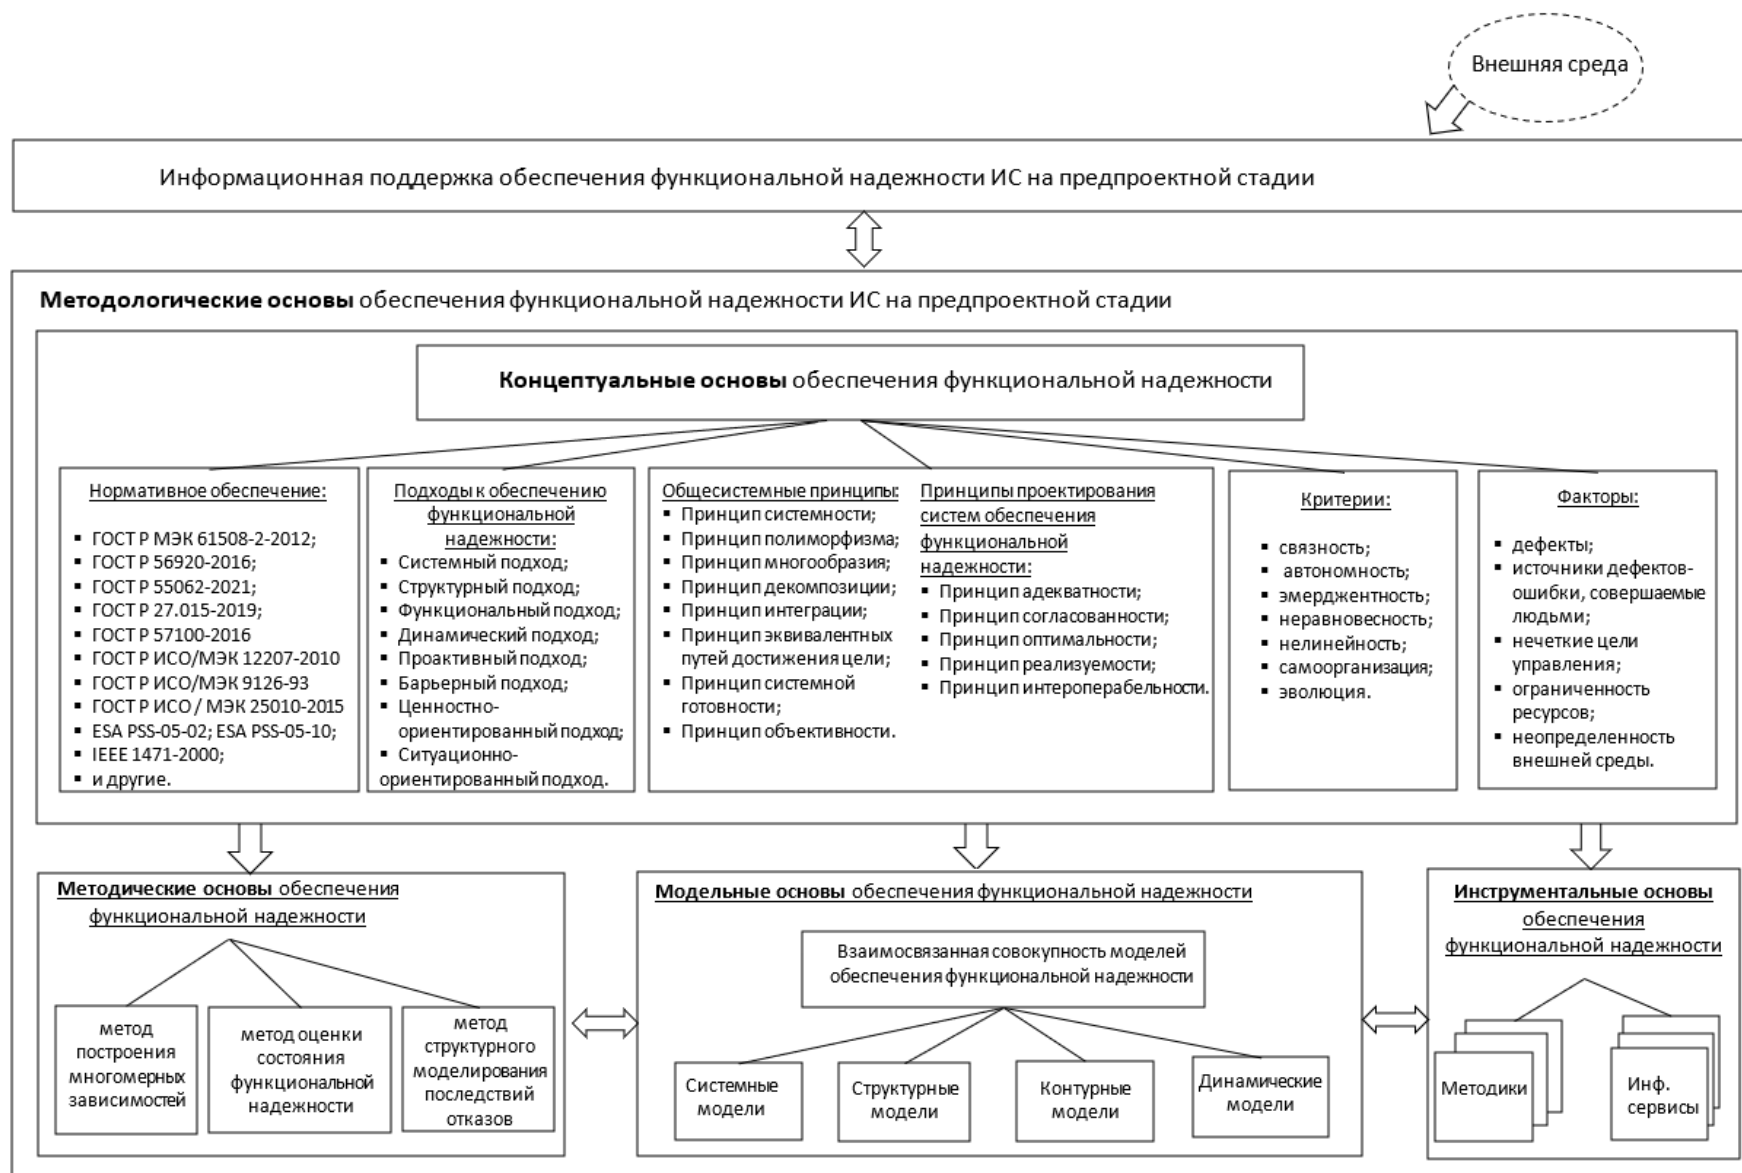 Внешняя среда
Информационная поддержка обеспечения функциональной надежности ИС на предпроектной стадии
Методологические основы обеспечения функциональной надежности ИС на предпроектной стадии
Концептуальные основы обеспечения функциональной надежности
Нормативное обеспечение:
▪ ГОСТ Р МЭК 61508-2-2012;
▪ ГОСТ Р 56920-2016;
▪ ГОСТ Р 55062-2021;
▪ ГОСТ Р 27.015-2019;
▪ ГОСТ Р 57100-2016
▪ ГОСТ Р ИСО/МЭК 12207-2010
▪ ГОСТ Р ИСО/МЭК 9126-93
▪ ГОСТ Р ИСО / МЭК 25010-2015
▪ ESA PSS-05-02; ESA PSS-05-10;
▪ IEEE 1471-2000;
▪ и другие.
Подходы к обеспечению
функциональной
надежности:
▪ Системный подход;
▪ Структурный подход;
▪ Функциональный подход;
▪ Динамический подход;
▪ Проактивный подход;
▪ Барьерный подход;
▪ Ценностно-
ориентированный подход;
▪ Ситуационно-
ориентированный подход.
Общесистемные принципы:
▪ Принцип системности;
▪ Принцип полиморфизма;
▪ Принцип многообразия;
▪ Принцип декомпозиции;
▪ Принцип интеграции;
▪ Принцип эквивалентных
путей достижения цели;
▪ Принцип системной
готовности;
▪ Принцип объективности.
Принципы проектирования
систем обеспечения
функциональной
надежности:
▪ Принцип адекватности;
▪ Принцип согласованности;
▪ Принцип оптимальности;
▪ Принцип реализуемости;
▪ Принцип интероперабельности.
Критерии:
▪ связность;
▪ автономность;
▪ эмерджентность;
▪ неравновесность;
▪ нелинейность;
▪ самоорганизация;
▪ эволюция.
Факторы:
▪ дефекты;
▪ источники дефектов-
ошибки, совершаемые
людьми;
▪ нечеткие цели
управления;
▪ ограниченность
ресурсов;
▪ неопределенность
внешней среды.
Методические основы обеспечения
функциональной надежности
метод
построения
многомерных
зависимостей
метод оценки
состояния
функциональной
надежности
метод
структурного
моделирования
последствий
отказов
Модельные основы обеспечения функциональной надежности
Взаимосвязанная совокупность моделей
обеспечения функциональной надежности
Системные
модели
Структурные
модели
Контурные
модели
Динамические
модели
Инструментальные основы
обеспечения
функциональной надежности
Методики
Инф.
сервисы